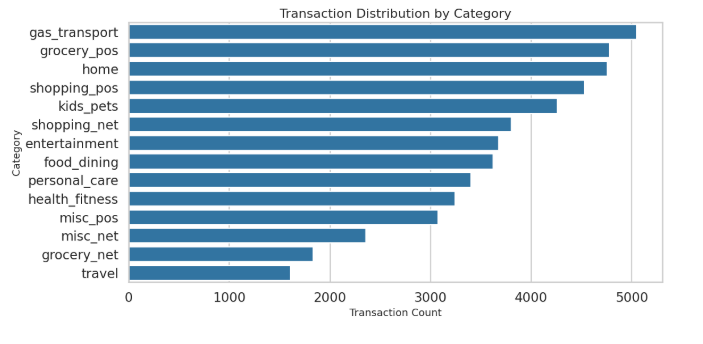 Transaction Distribution by Category
Category
gas_transport
grocery_pos
home
shopping_pos
kids_pets
shopping_net
entertainment
food_dining
personal_care
health_fitness
misc_pos
misc_net
grocery_net
travel
0 1000 2000 3000 4000 5000
Transaction Count